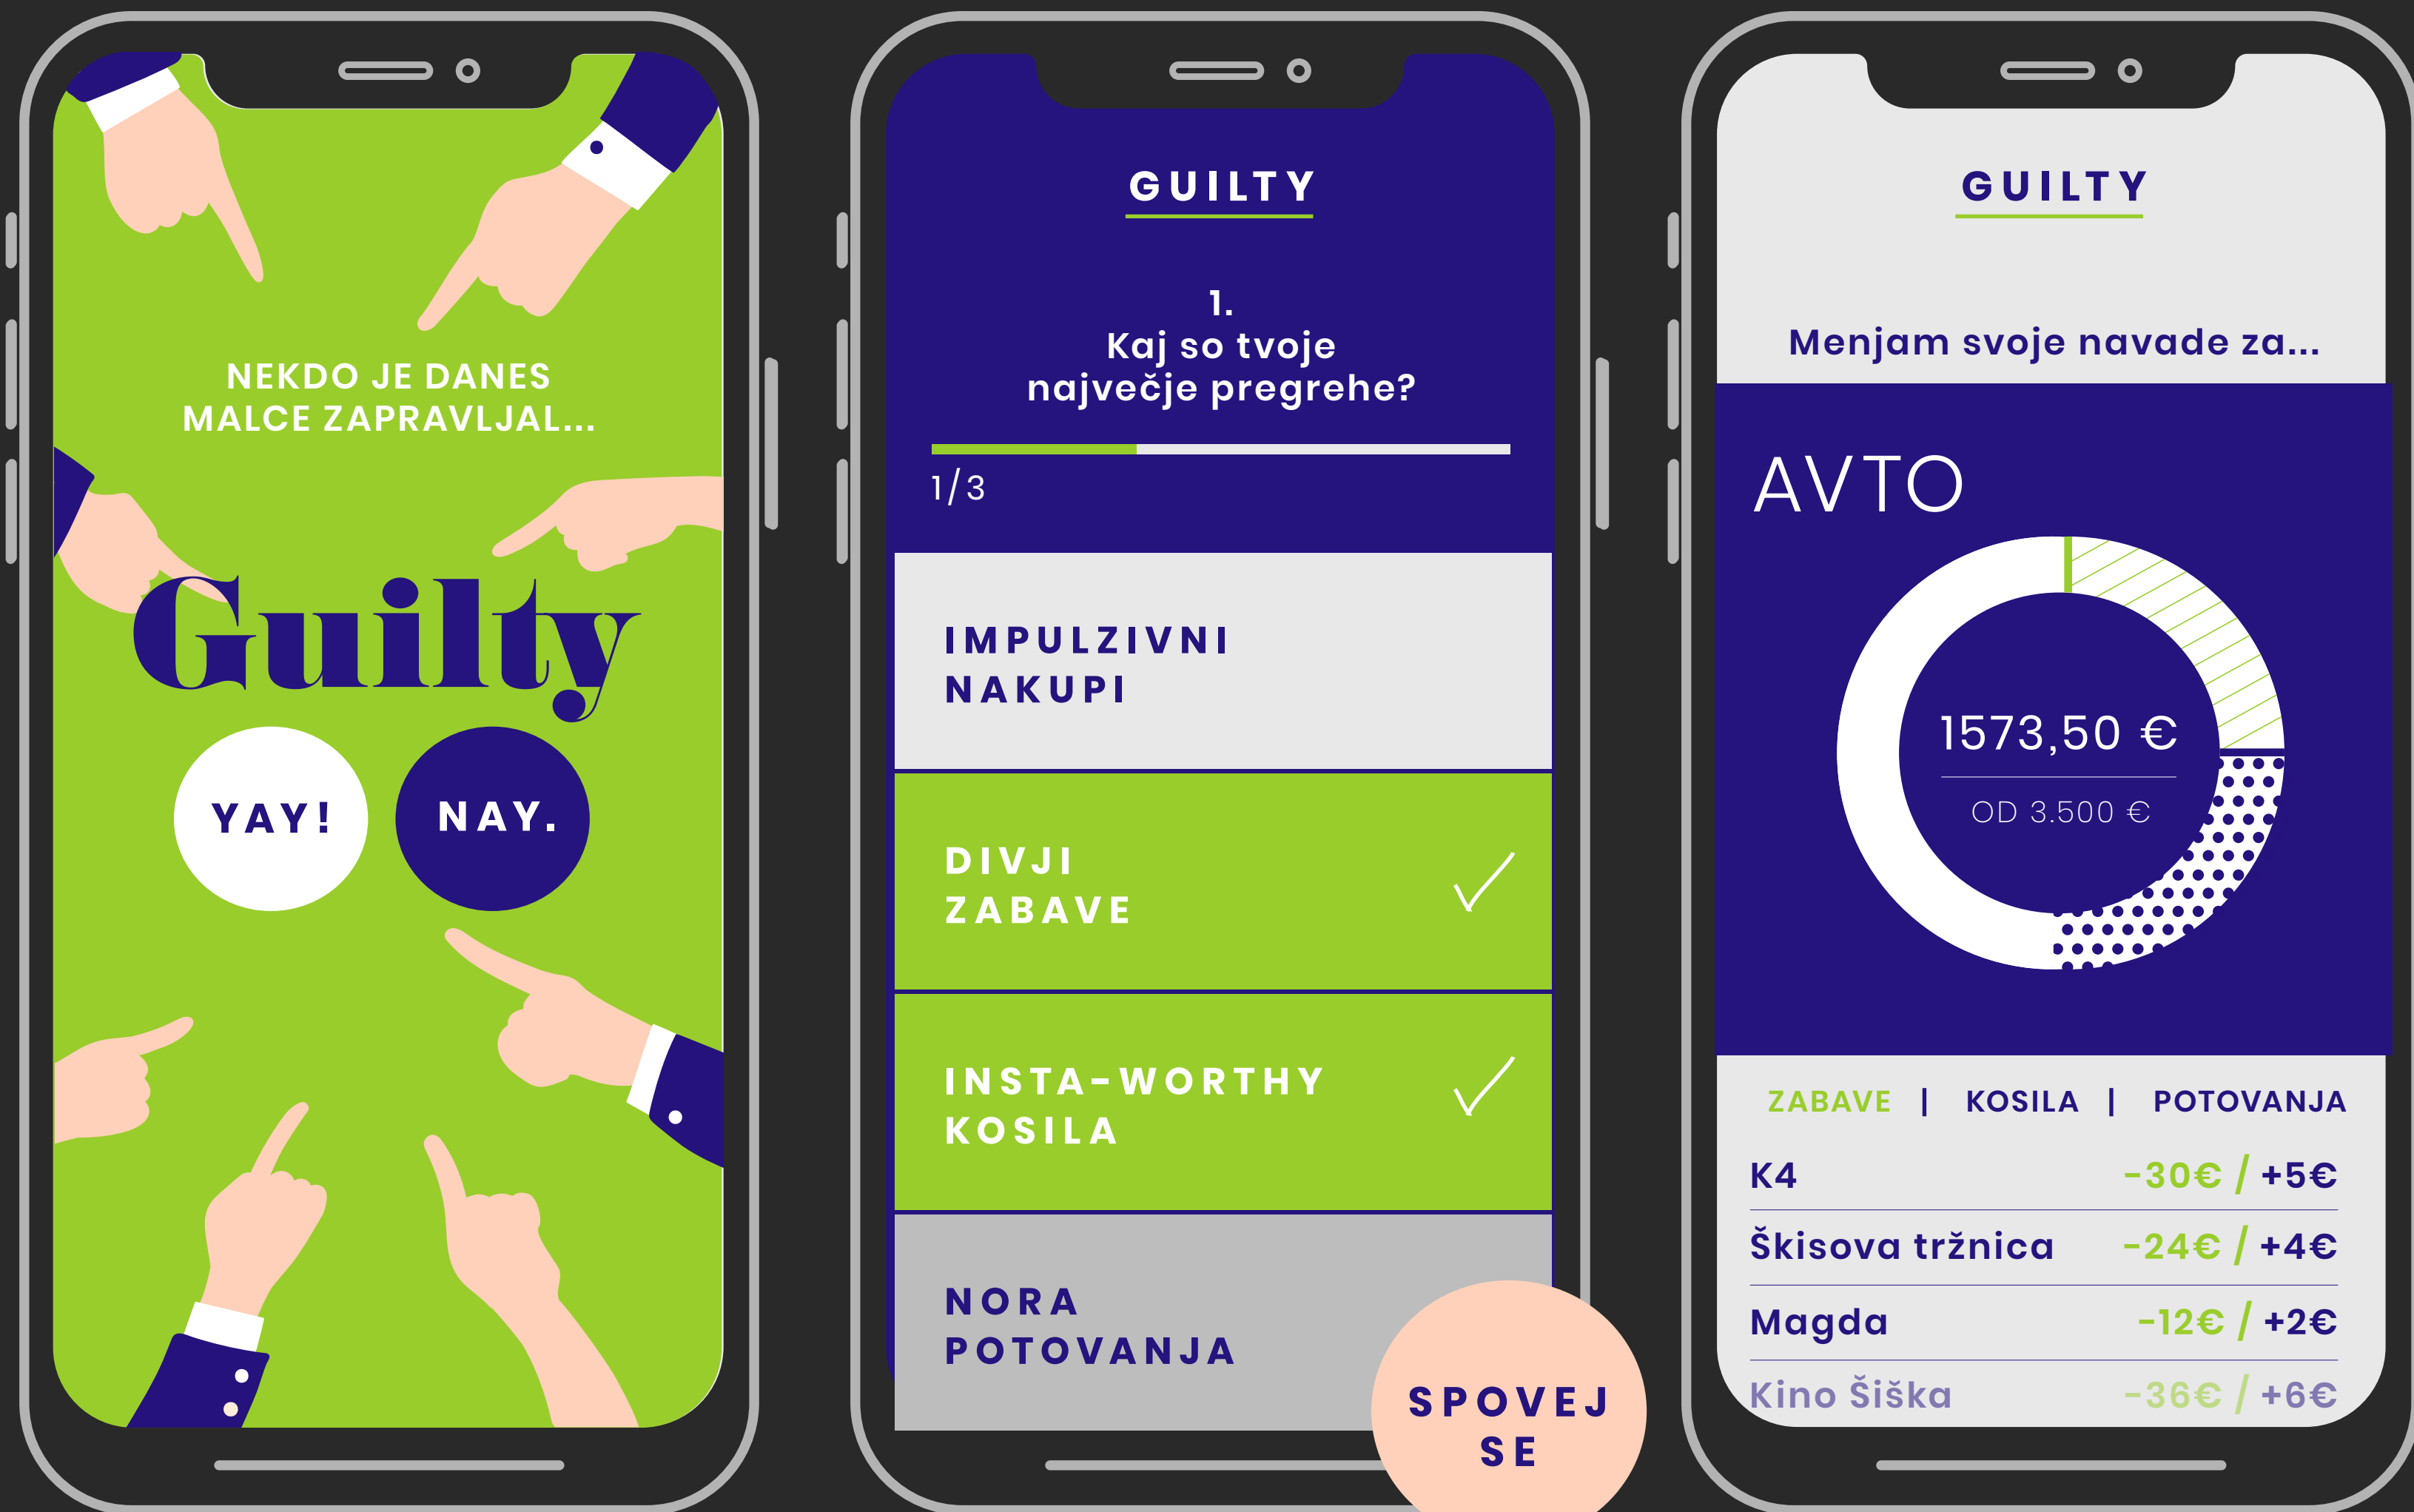 NEKDO JE DANES
MALCE ZAPRAVLJAL...
Guilty
YAY!
NAY.
GUILTY
1.
Kaj so tvoje
največje pregrehe?
1/3
IMPULZIVNI
NAKUPI
DIVJI
ZABAVE
INSTA-WORTHY
KOSILA
NORA
POTOVANJA
SPOVEJ
SE
GUILTY
Menjam svoje navade za...
AVTO
1573,50 €
OD 3.500 €
ZABAVE | KOSILA | POTOVANJA
K4 -30€ / +5€
Škisova tržnica -24€ / +4€
Magda -12€ / +2€
Kino Šiška -36€ / +6€